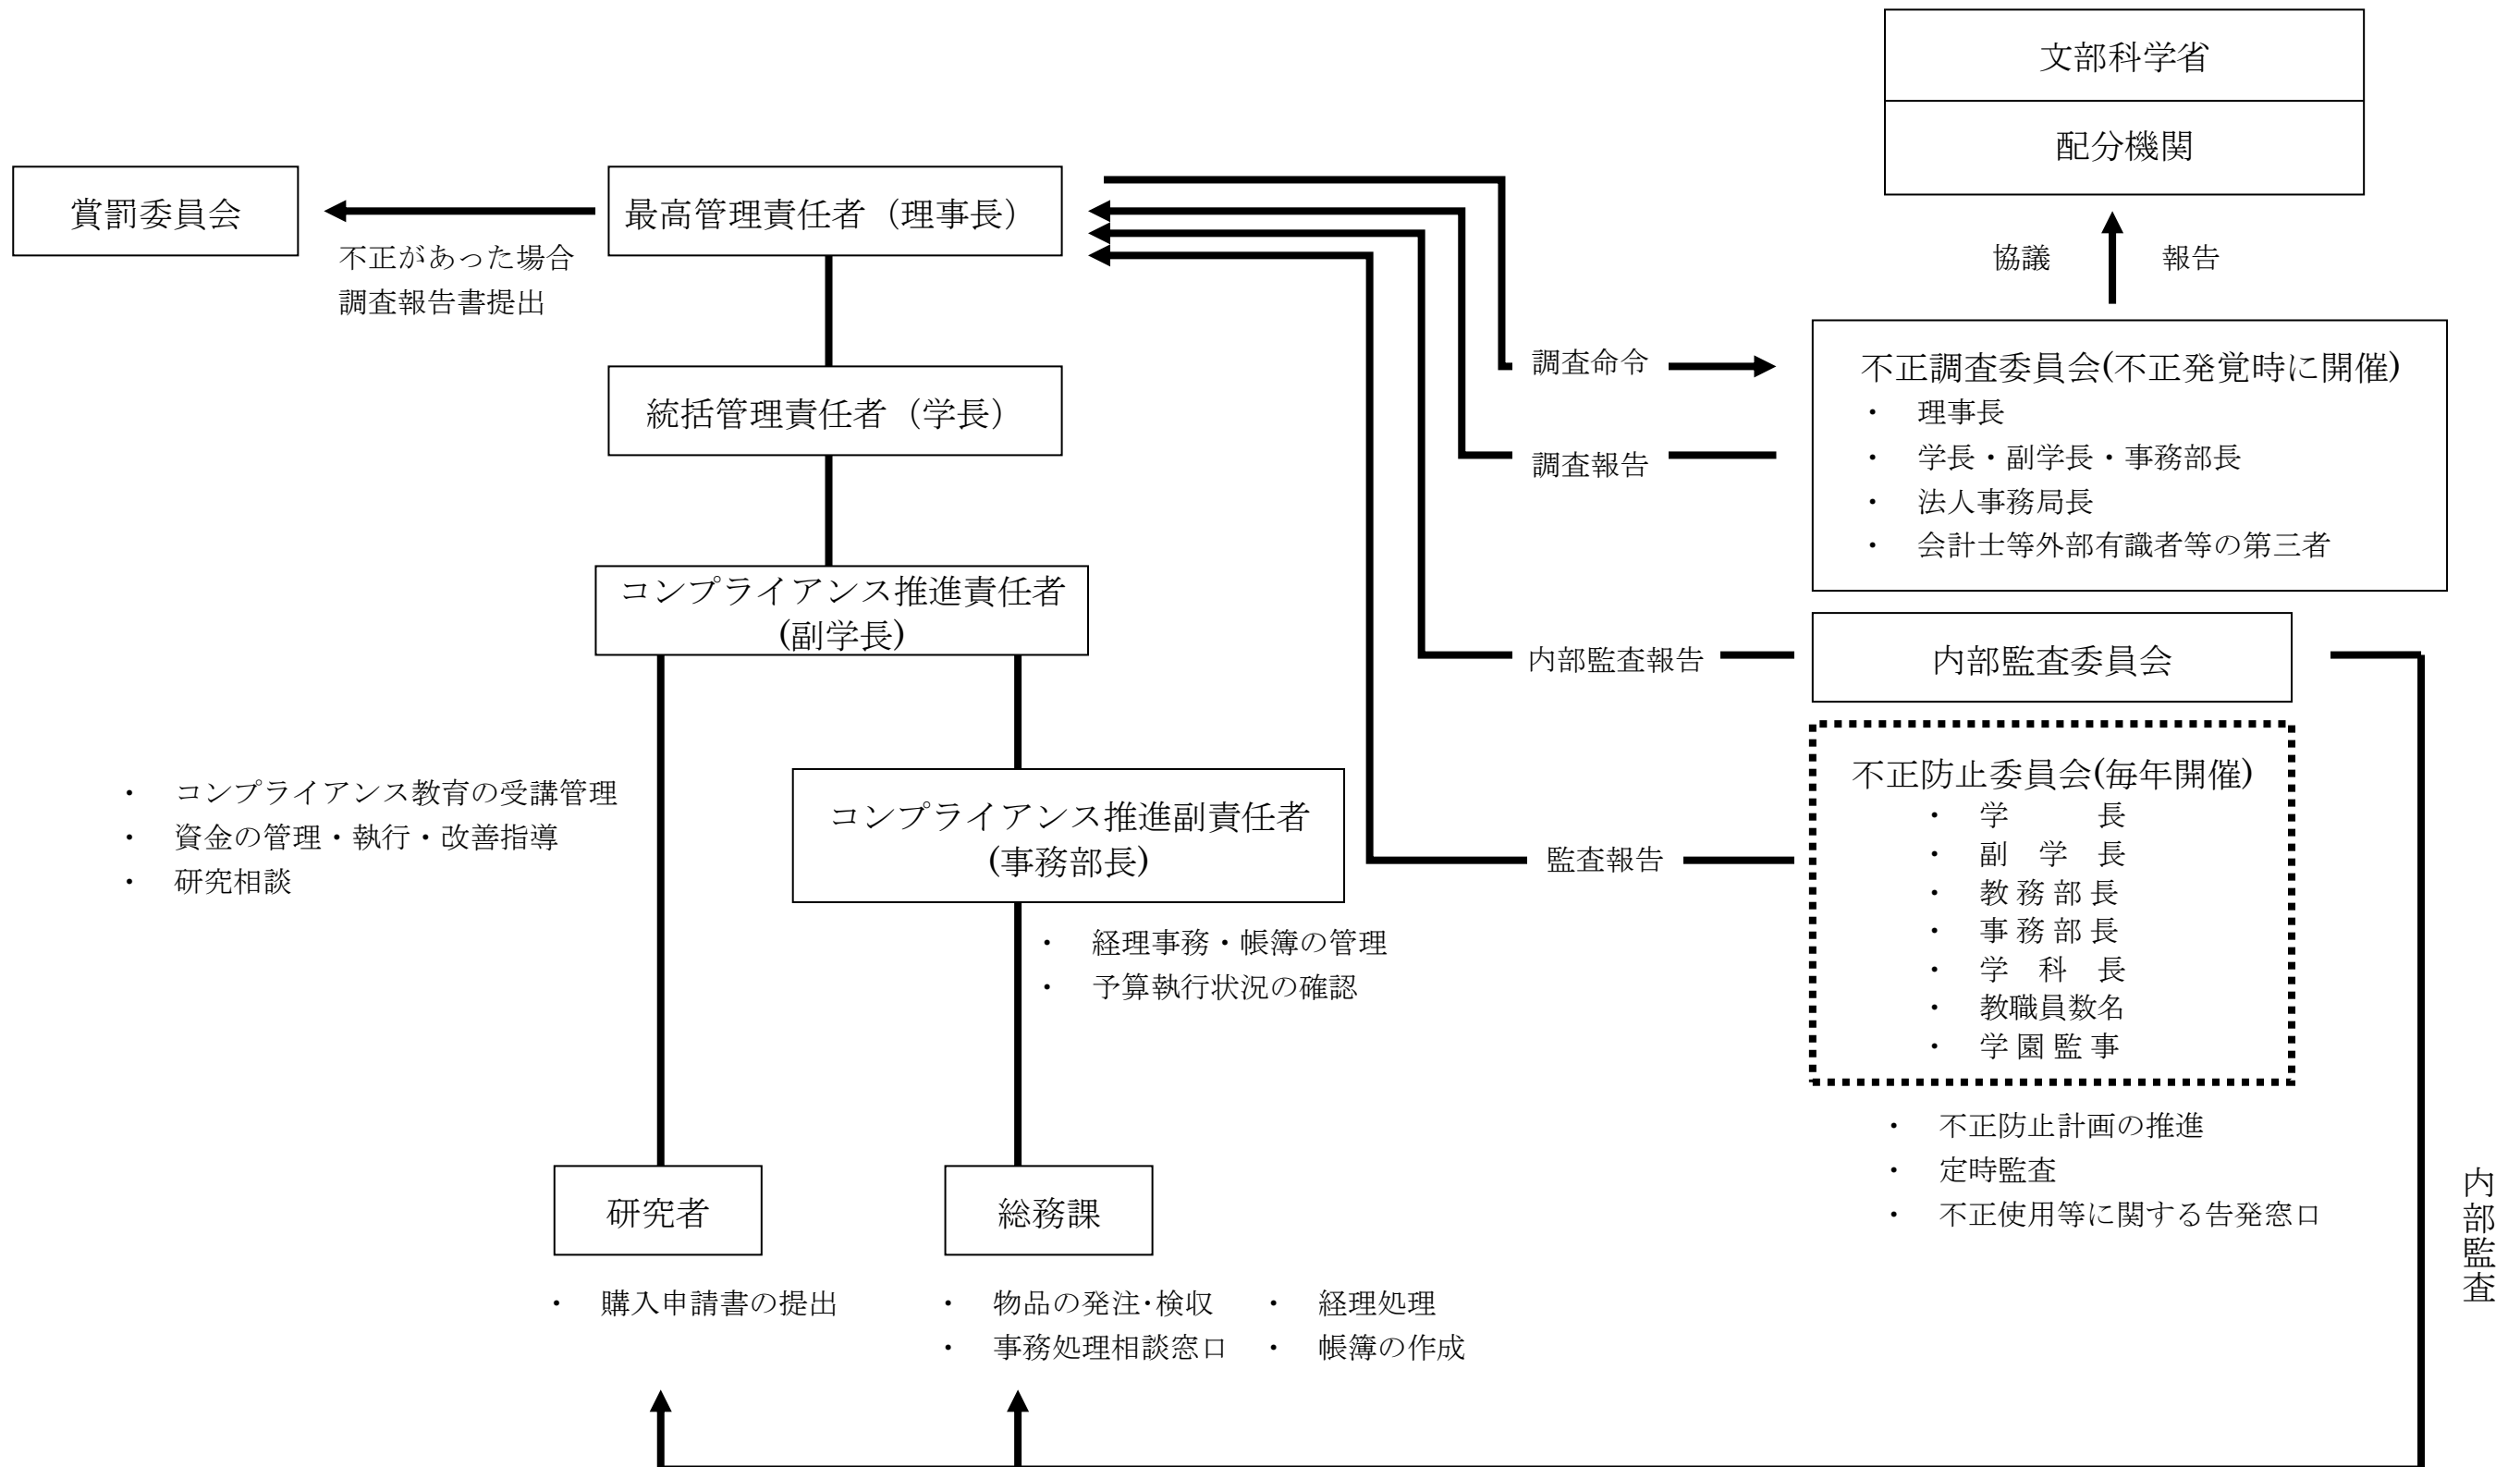 文部科学省
配分機関
賞罰委員会
最高管理責任者（理事長）
不正があった場合
調査報告書提出
協議
報告
統括管理責任者（学長）
調査命令
調査報告
不正調査委員会(不正発覚時に開催)
・ 理事長
・ 学長・副学長・事務部長
・ 法人事務局長
・ 会計士等外部有識者等の第三者
コンプライアンス推進責任者
(副学長)
内部監査報告
内部監査委員会
・ コンプライアンス教育の受講管理
・ 資金の管理・執行・改善指導
・ 研究相談
コンプライアンス推進副責任者
(事務部長)
監査報告
不正防止委員会(毎年開催)
・ 学　　　長
・ 副　学　長
・ 教 務 部 長
・ 事 務 部 長
・ 学　科　長
・ 教職員数名
・ 学 園 監 事
・ 経理事務・帳簿の管理
・ 予算執行状況の確認
・ 不正防止計画の推進
・ 定時監査
・ 不正使用等に関する告発窓口
内部監査
研究者
総務課
・ 購入申請書の提出
・ 物品の発注･検収
・ 事務処理相談窓口
・ 経理処理
・ 帳簿の作成